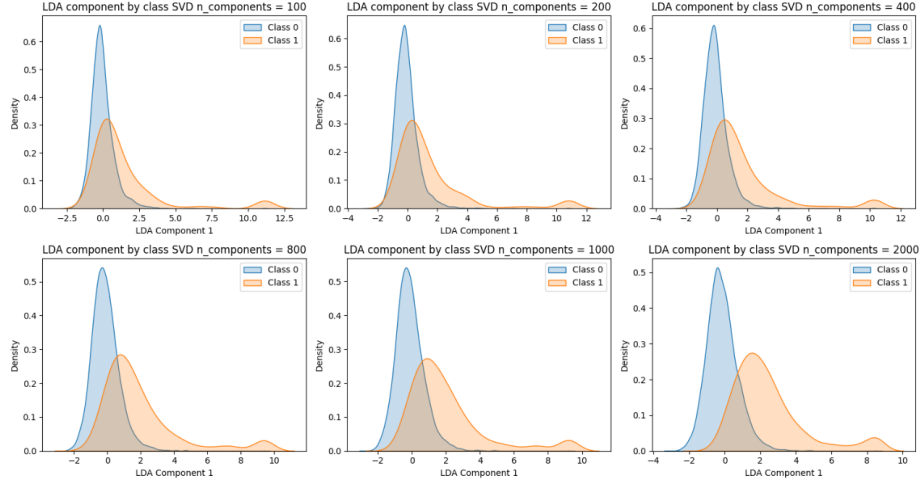 LDA component by class SVD n_components = 100
Class 0
Class 1
Density
0.6
0.5
0.4
0.3
0.2
0.1
0.0
−2.5 0.0 2.5 5.0 7.5 10.0 12.5
LDA Component 1
LDA component by class SVD n_components = 200
Class 0
Class 1
Density
0.6
0.5
0.4
0.3
0.2
0.1
0.0
−4 −2 0 2 4 6 8 10 12
LDA Component 1
LDA component by class SVD n_components = 400
Class 0
Class 1
Density
0.6
0.5
0.4
0.3
0.2
0.1
0.0
−4 −2 0 2 4 6 8 10 12
LDA Component 1
LDA component by class SVD n_components = 800
Class 0
Class 1
Density
0.5
0.4
0.3
0.2
0.1
0.0
−2 0 2 4 6 8 10
LDA Component 1
LDA component by class SVD n_components = 1000
Class 0
Class 1
Density
0.5
0.4
0.3
0.2
0.1
0.0
−2 0 2 4 6 8 10
LDA Component 1
LDA component by class SVD n_components = 2000
Class 0
Class 1
Density
0.5
0.4
0.3
0.2
0.1
0.0
−4 −2 0 2 4 6 8 10
LDA Component 1